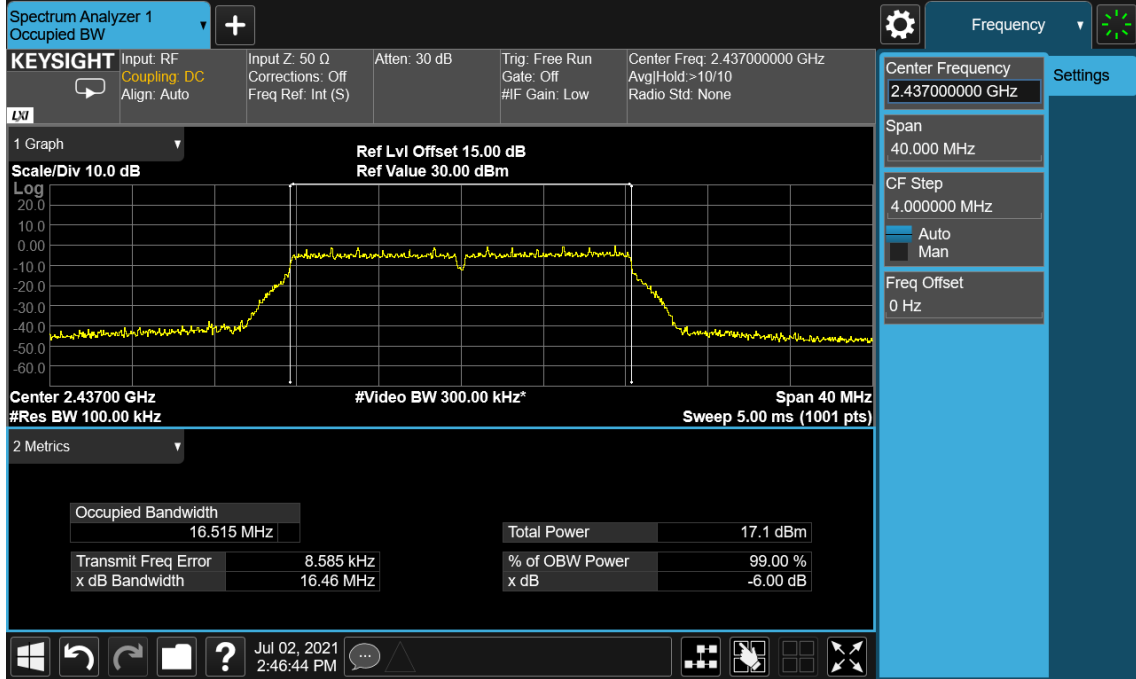 Spectrum Analyzer 1
Occupied BW
+
Frequency
KEYSIGHT
LXI
Input: RF
Coupling: DC
Align: Auto
Input Z: 50 Ω
Corrections: Off
Freq Ref: Int (S)
Atten: 30 dB
Trig: Free Run
Gate: Off
#IF Gain: Low
Center Freq: 2.437000000 GHz
Avg|Hold:>10/10
Radio Std: None
Center Frequency
2.437000000 GHz
Settings
Span
40.000 MHz
CF Step
4.000000 MHz
Auto
Man
Freq Offset
0 Hz
1 Graph
Scale/Div 10.0 dB
Ref Lvl Offset 15.00 dB
Ref Value 30.00 dBm
Log
20.0
10.0
0.00
-10.0
-20.0
-30.0
-40.0
-50.0
-60.0
Center 2.43700 GHz
#Video BW 300.00 kHz*
Span 40 MHz
#Res BW 100.00 kHz
Sweep 5.00 ms (1001 pts)
2 Metrics
Occupied Bandwidth
16.515 MHz
Total Power 17.1 dBm
Transmit Freq Error 8.585 kHz
% of OBW Power 99.00 %
x dB Bandwidth 16.46 MHz
x dB -6.00 dB
?
Jul 02, 2021
2:46:44 PM